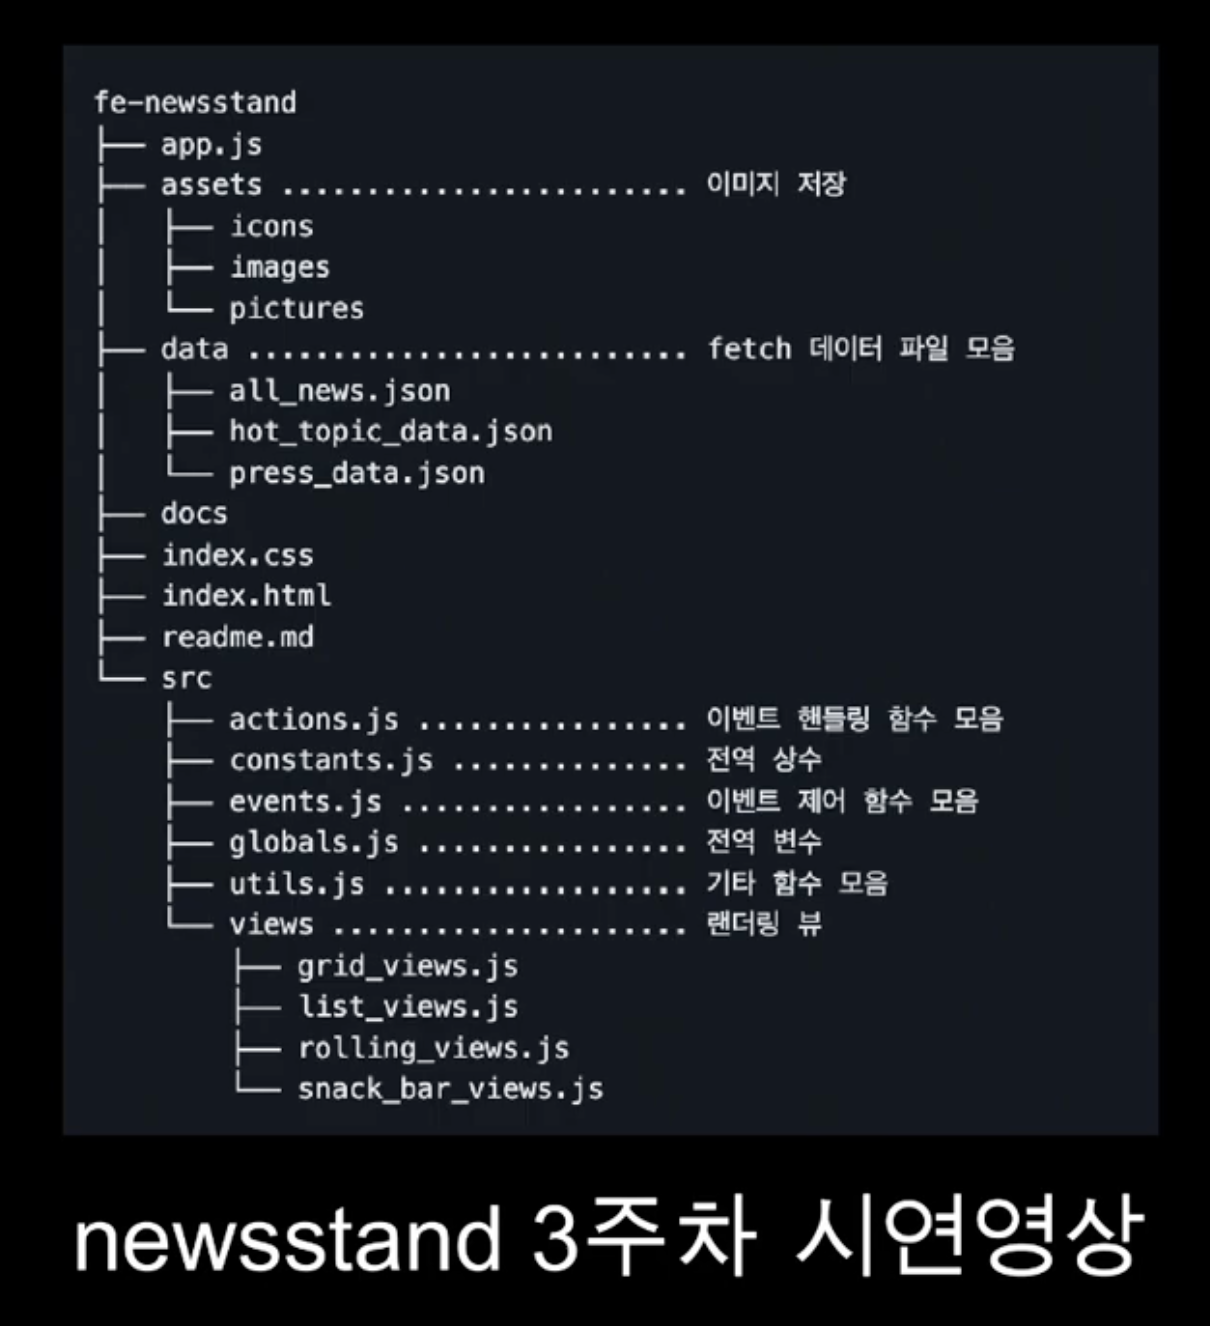 fe-newsstand
├── app.js
├── assets ........................ 이미지 저장
│   ├── icons
│   ├── images
│   └── pictures
├── data .......................... fetch 데이터 파일 모음
│   ├── all_news.json
│   ├── hot_topic_data.json
│   └── press_data.json
├── docs
├── index.css
├── index.html
├── readme.md
└── src
    ├── actions.js ................ 이벤트 핸들링 함수 모음
    ├── constants.js .............. 전역 상수
    ├── events.js ................. 이벤트 제어 함수 모음
    ├── globals.js ................ 전역 변수
    ├── utils.js .................. 기타 함수 모음
    └── views ..................... 랜더링 뷰
        ├── grid_views.js
        ├── list_views.js
        ├── rolling_views.js
        └── snack_bar_views.js
newsstand 3주차 시연영상